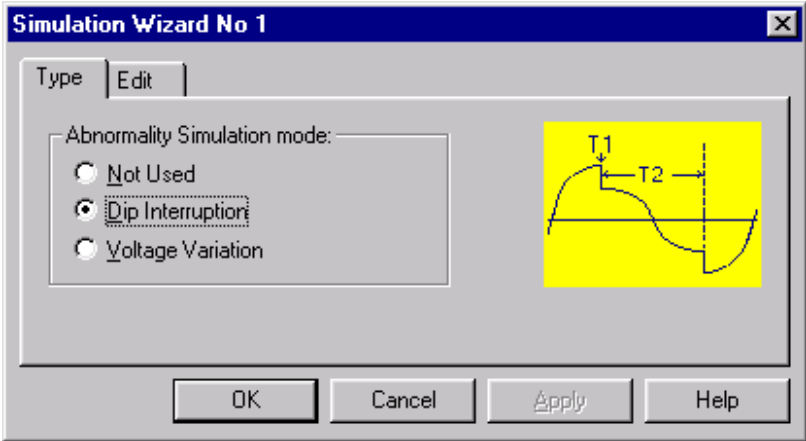 Simulation Wizard No 1
Type Edit
Abnormality Simulation mode:
Not Used
Dip Interruption
Voltage Variation
T1
T2
OK Cancel Apply Help